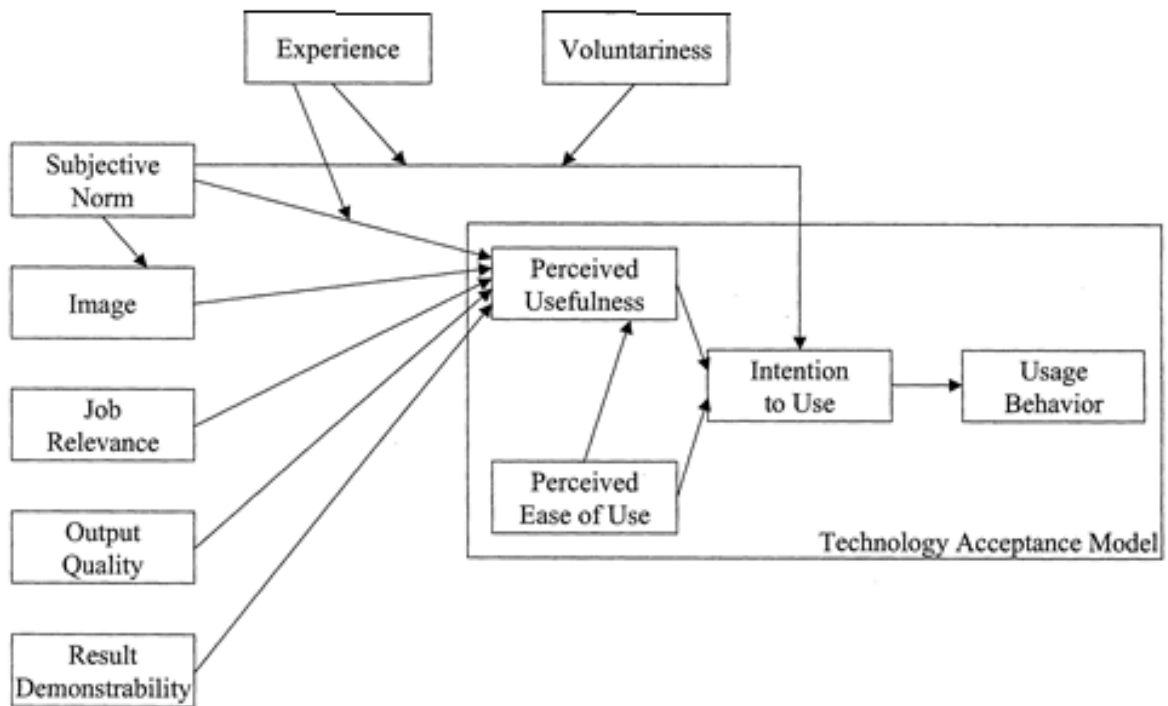 Experience
Voluntariness
Subjective
Norm
Image
Job
Relevance
Output
Quality
Result
Demonstrability
Perceived
Usefulness
Perceived
Ease of Use
Intention
to Use
Usage
Behavior
Technology Acceptance Model